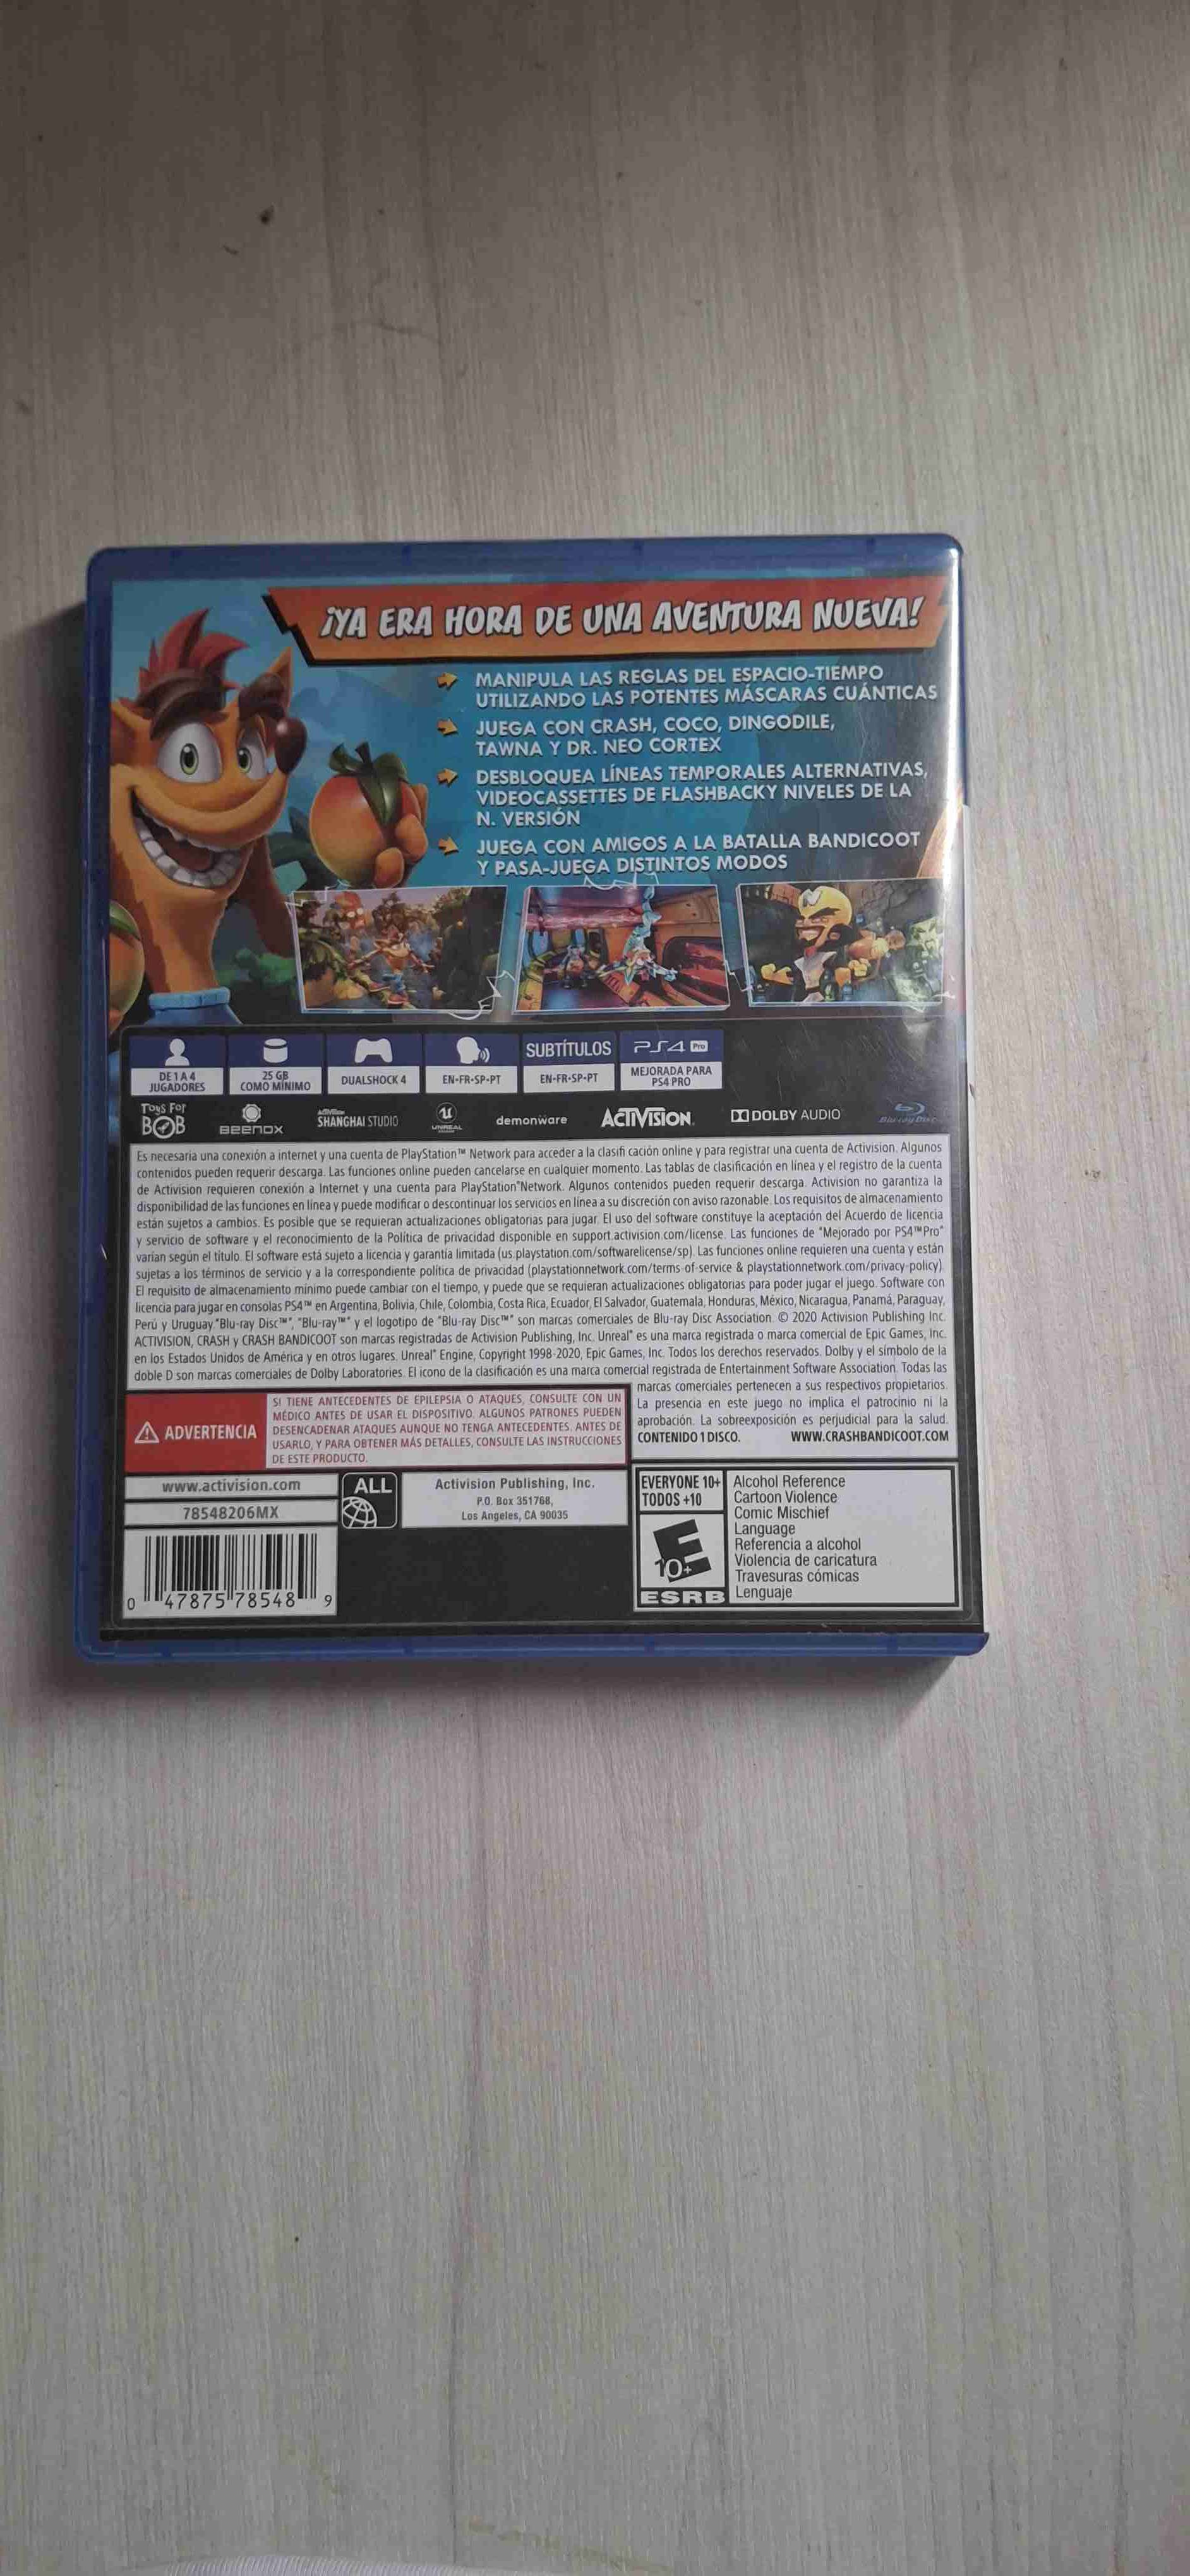 ¡YA ERA HORA DE UNA AVENTURA NUEVA!
MANIPULA LAS REGLAS DEL ESPACIO-TIEMPO
UTILIZANDO LAS POTENTES MÁSCARAS CUÁNTICAS
JUEGA CON CRASH, COCO, DINGODILE,
TAWNA Y DR. NEO CORTEX
DESBLOQUEA LÍNEAS TEMPORALES ALTERNATIVAS,
VIDEOCASSETTES DE FLASHBACKY NIVELES DE LA
N. VERSIÓN
JUEGA CON AMIGOS A LA BATALLA BANDICOOT
Y PASA-JUEGA DISTINTOS MODOS
SUBTÍTULOS PS4 Pro
DE 1 A 4
JUGADORES
25 GB
COMO MÍNIMO
DUALSHOCK 4
EN-FR-SP-PT
EN-FR-SP-PT
MEJORADA PARA
PS4 PRO
TOYS FOR
BOB
BEENOX
ACTIVISION
SHANGHAI STUDIO
UNREAL
demonware
ACTIVISION.
DOLBY AUDIO
Blu-ray Disc
Es necesaria una conexión a internet y una cuenta de PlayStation™ Network para acceder a la clasifi cación online y para registrar una cuenta de Activision. Algunos
contenidos pueden requerir descarga. Las funciones online pueden cancelarse en cualquier momento. Las tablas de clasificación en línea y el registro de la cuenta
de Activision requieren conexión a Internet y una cuenta para PlayStation®Network. Algunos contenidos pueden requerir descarga. Activision no garantiza la
disponibilidad de las funciones en línea y puede modificar o descontinuar los servicios en línea a su discreción con aviso razonable. Los requisitos de almacenamiento
están sujetos a cambios. Es posible que se requieran actualizaciones obligatorias para jugar. El uso del software constituye la aceptación del Acuerdo de licencia
y servicio de software y el reconocimiento de la Política de privacidad disponible en support.activision.com/license. Las funciones de "Mejorado por PS4™Pro"
varían según el título. El software está sujeto a licencia y garantía limitada (us.playstation.com/softwarelicense/sp). Las funciones online requieren una cuenta y están
sujetas a los términos de servicio y a la correspondiente política de privacidad (playstationnetwork.com/terms-of-service & playstationnetwork.com/privacy-policy).
El requisito de almacenamiento mínimo puede cambiar con el tiempo, y puede que se requieran actualizaciones obligatorias para poder jugar el juego. Software con
licencia para jugar en consolas PS4™ en Argentina, Bolivia, Chile, Colombia, Costa Rica, Ecuador, El Salvador, Guatemala, Honduras, México, Nicaragua, Panamá, Paraguay,
Perú y Uruguay "Blu-ray Disc™", "Blu-ray™" y el logotipo de "Blu-ray Disc™" son marcas comerciales de Blu-ray Disc Association. © 2020 Activision Publishing Inc.
ACTIVISION, CRASH y CRASH BANDICOOT son marcas registradas de Activision Publishing, Inc. Unreal® es una marca registrada o marca comercial de Epic Games, Inc.
en los Estados Unidos de América y en otros lugares. Unreal® Engine, Copyright 1998-2020, Epic Games, Inc. Todos los derechos reservados. Dolby y el símbolo de la
doble D son marcas comerciales de Dolby Laboratories. El icono de la clasificación es una marca comercial registrada de Entertainment Software Association. Todas las
marcas comerciales pertenecen a sus respectivos propietarios.
La presencia en este juego no implica el patrocinio ni la
aprobación. La sobreexposición es perjudicial para la salud.
CONTENIDO 1 DISCO. WWW.CRASHBANDICOOT.COM
ADVERTENCIA
SI TIENE ANTECEDENTES DE EPILEPSIA O ATAQUES, CONSULTE CON UN
MÉDICO ANTES DE USAR EL DISPOSITIVO. ALGUNOS PATRONES PUEDEN
DESENCADENAR ATAQUES AUNQUE NO TENGA ANTECEDENTES. ANTES DE
USARLO, Y PARA OBTENER MÁS DETALLES, CONSULTE LAS INSTRUCCIONES
DE ESTE PRODUCTO.
www.activision.com
78548206MX
ALL
Activision Publishing, Inc.
P.O. Box 351768,
Los Angeles, CA 90035
0 47875 78548 9
EVERYONE 10+
TODOS +10
E
10+
ESRB
Alcohol Reference
Cartoon Violence
Comic Mischief
Language
Referencia a alcohol
Violencia de caricatura
Travesuras cómicas
Lenguaje